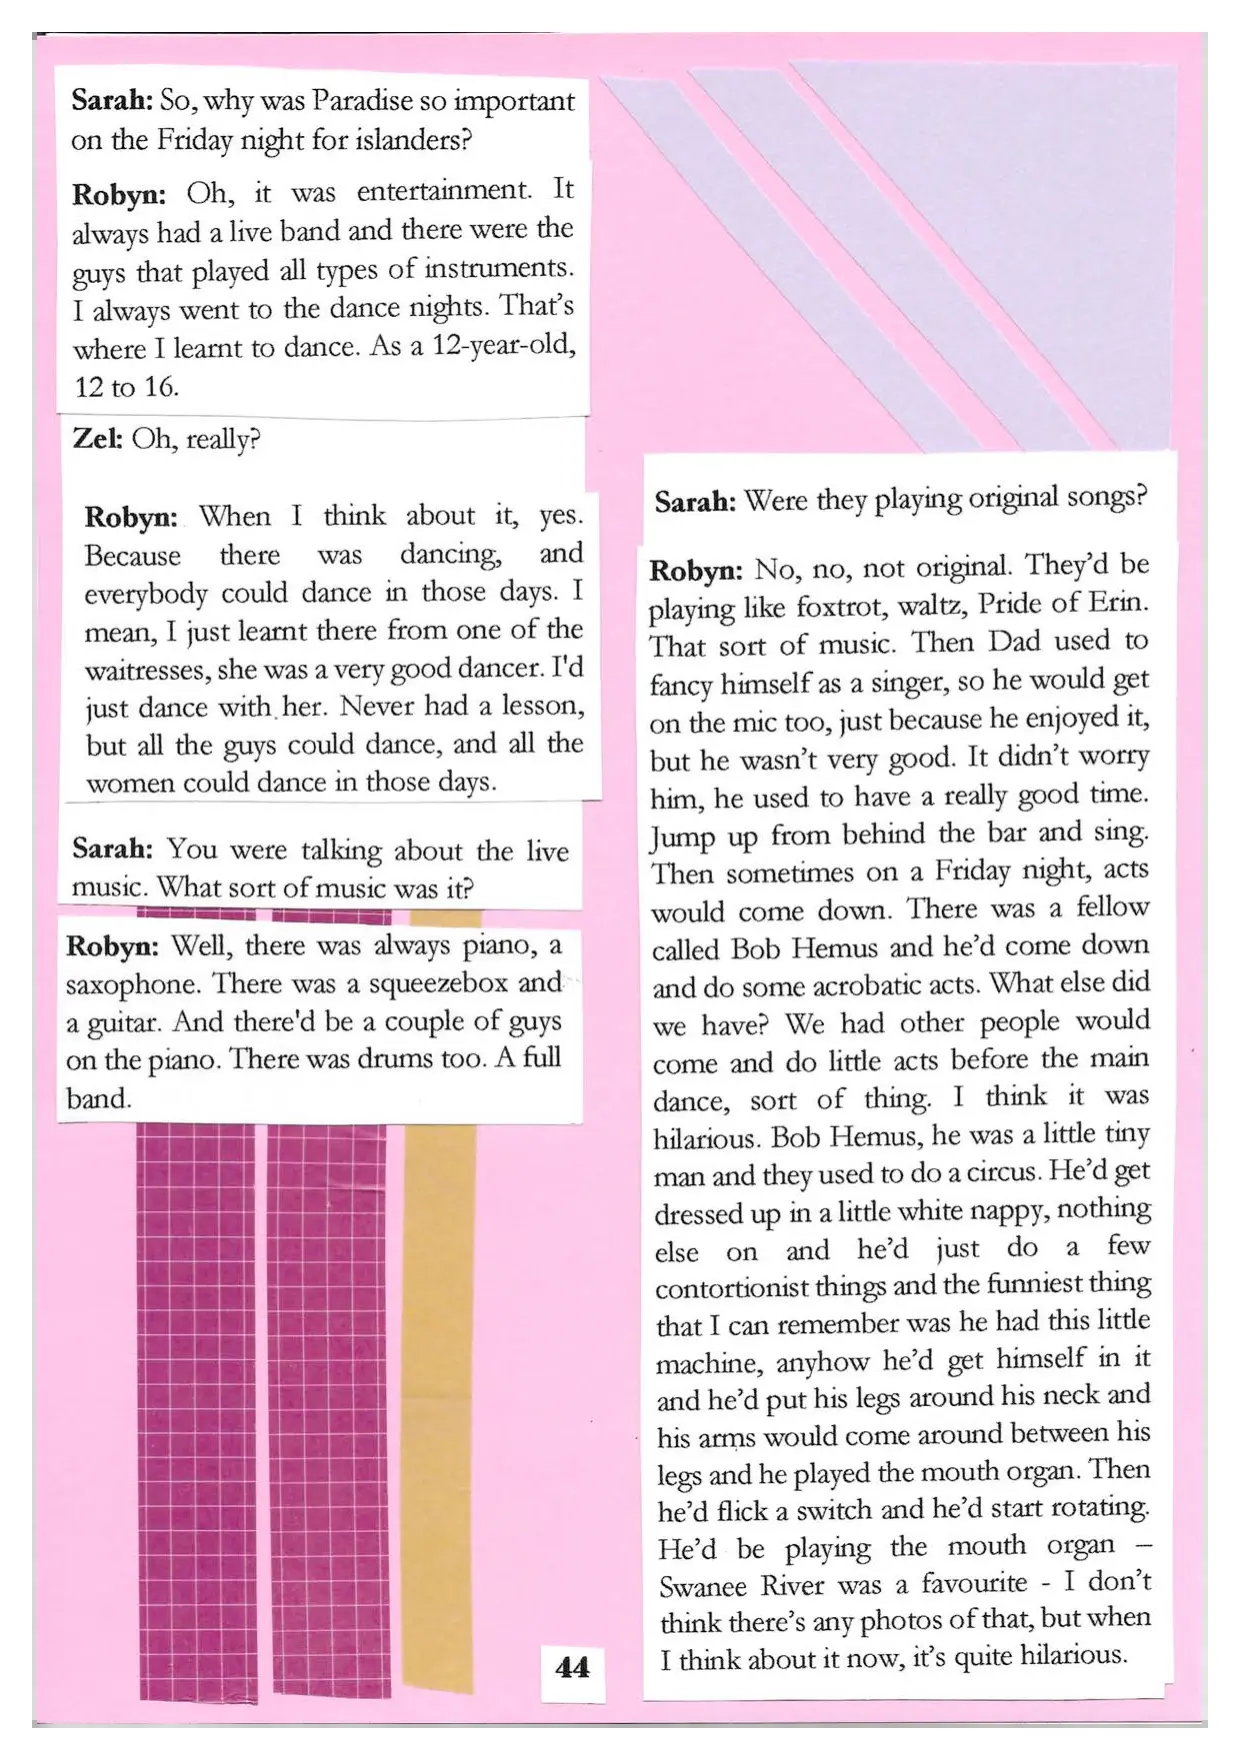 Sarah: So, why was Paradise so important
on the Friday night for islanders?
Robyn: Oh, it was entertainment. It
always had a live band and there were the
guys that played all types of instruments.
I always went to the dance nights. That’s
where I learnt to dance. As a 12-year-old,
12 to 16.
Zel: Oh, really?
Robyn: When I think about it, yes.
Because there was dancing, and
everybody could dance in those days. I
mean, I just learnt there from one of the
waitresses, she was a very good dancer. I'd
just dance with her. Never had a lesson,
but all the guys could dance, and all the
women could dance in those days.
Sarah: You were talking about the live
music. What sort of music was it?
Robyn: Well, there was always piano, a
saxophone. There was a squeezebox and
a guitar. And there'd be a couple of guys
on the piano. There was drums too. A full
band.
Sarah: Were they playing original songs?
Robyn: No, no, not original. They’d be
playing like foxtrot, waltz, Pride of Erin.
That sort of music. Then Dad used to
fancy himself as a singer, so he would get
on the mic too, just because he enjoyed it,
but he wasn’t very good. It didn’t worry
him, he used to have a really good time.
Jump up from behind the bar and sing.
Then sometimes on a Friday night, acts
would come down. There was a fellow
called Bob Hemus and he’d come down
and do some acrobatic acts. What else did
we have? We had other people would
come and do little acts before the main
dance, sort of thing. I think it was
hilarious. Bob Hemus, he was a little tiny
man and they used to do a circus. He’d get
dressed up in a little white nappy, nothing
else on and he’d just do a few
contortionist things and the funniest thing
that I can remember was he had this little
machine, anyhow he’d get himself in it
and he’d put his legs around his neck and
his arms would come around between his
legs and he played the mouth organ. Then
he’d flick a switch and he’d start rotating.
He’d be playing the mouth organ –
Swanee River was a favourite - I don’t
think there’s any photos of that, but when
I think about it now, it’s quite hilarious.
44